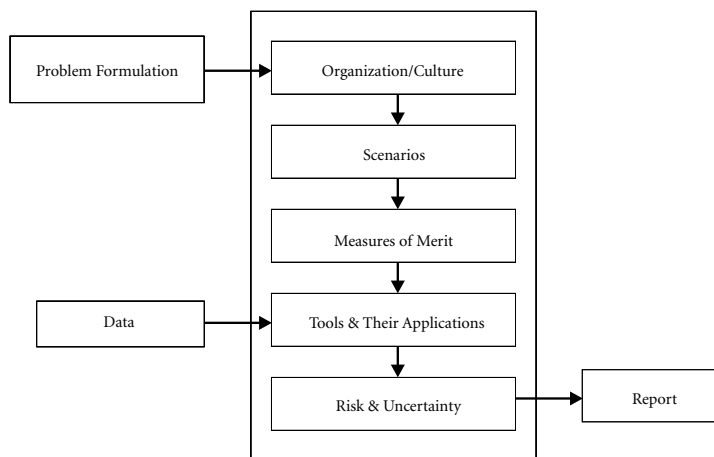 Problem Formulation
Organization/Culture
Scenarios
Measures of Merit
Data
Tools & Their Applications
Risk & Uncertainty
Report